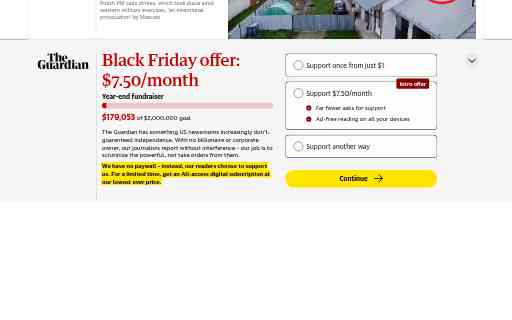 Polish PM calls strikes, which took place amid
western military exercises, 'an intentional
provocation' by Moscow
The
Guardian
Black Friday offer:
$7.50/month
Year-end fundraiser
$179,053 of $2,000,000 goal
The Guardian has something US newsrooms increasingly don't–
guaranteed independence. With no billionaire or corporate
owner, our journalists report without interference – our job is to
scrutinize the powerful, not take orders from them.
We have no paywall – instead, our readers choose to support
us. For a limited time, get an All-access digital subscription at
our lowest ever price.
Support once from just $1
Intro offer
Support $7.50/month
Far fewer asks for support
Ad-free reading on all your devices
Support another way
Continue